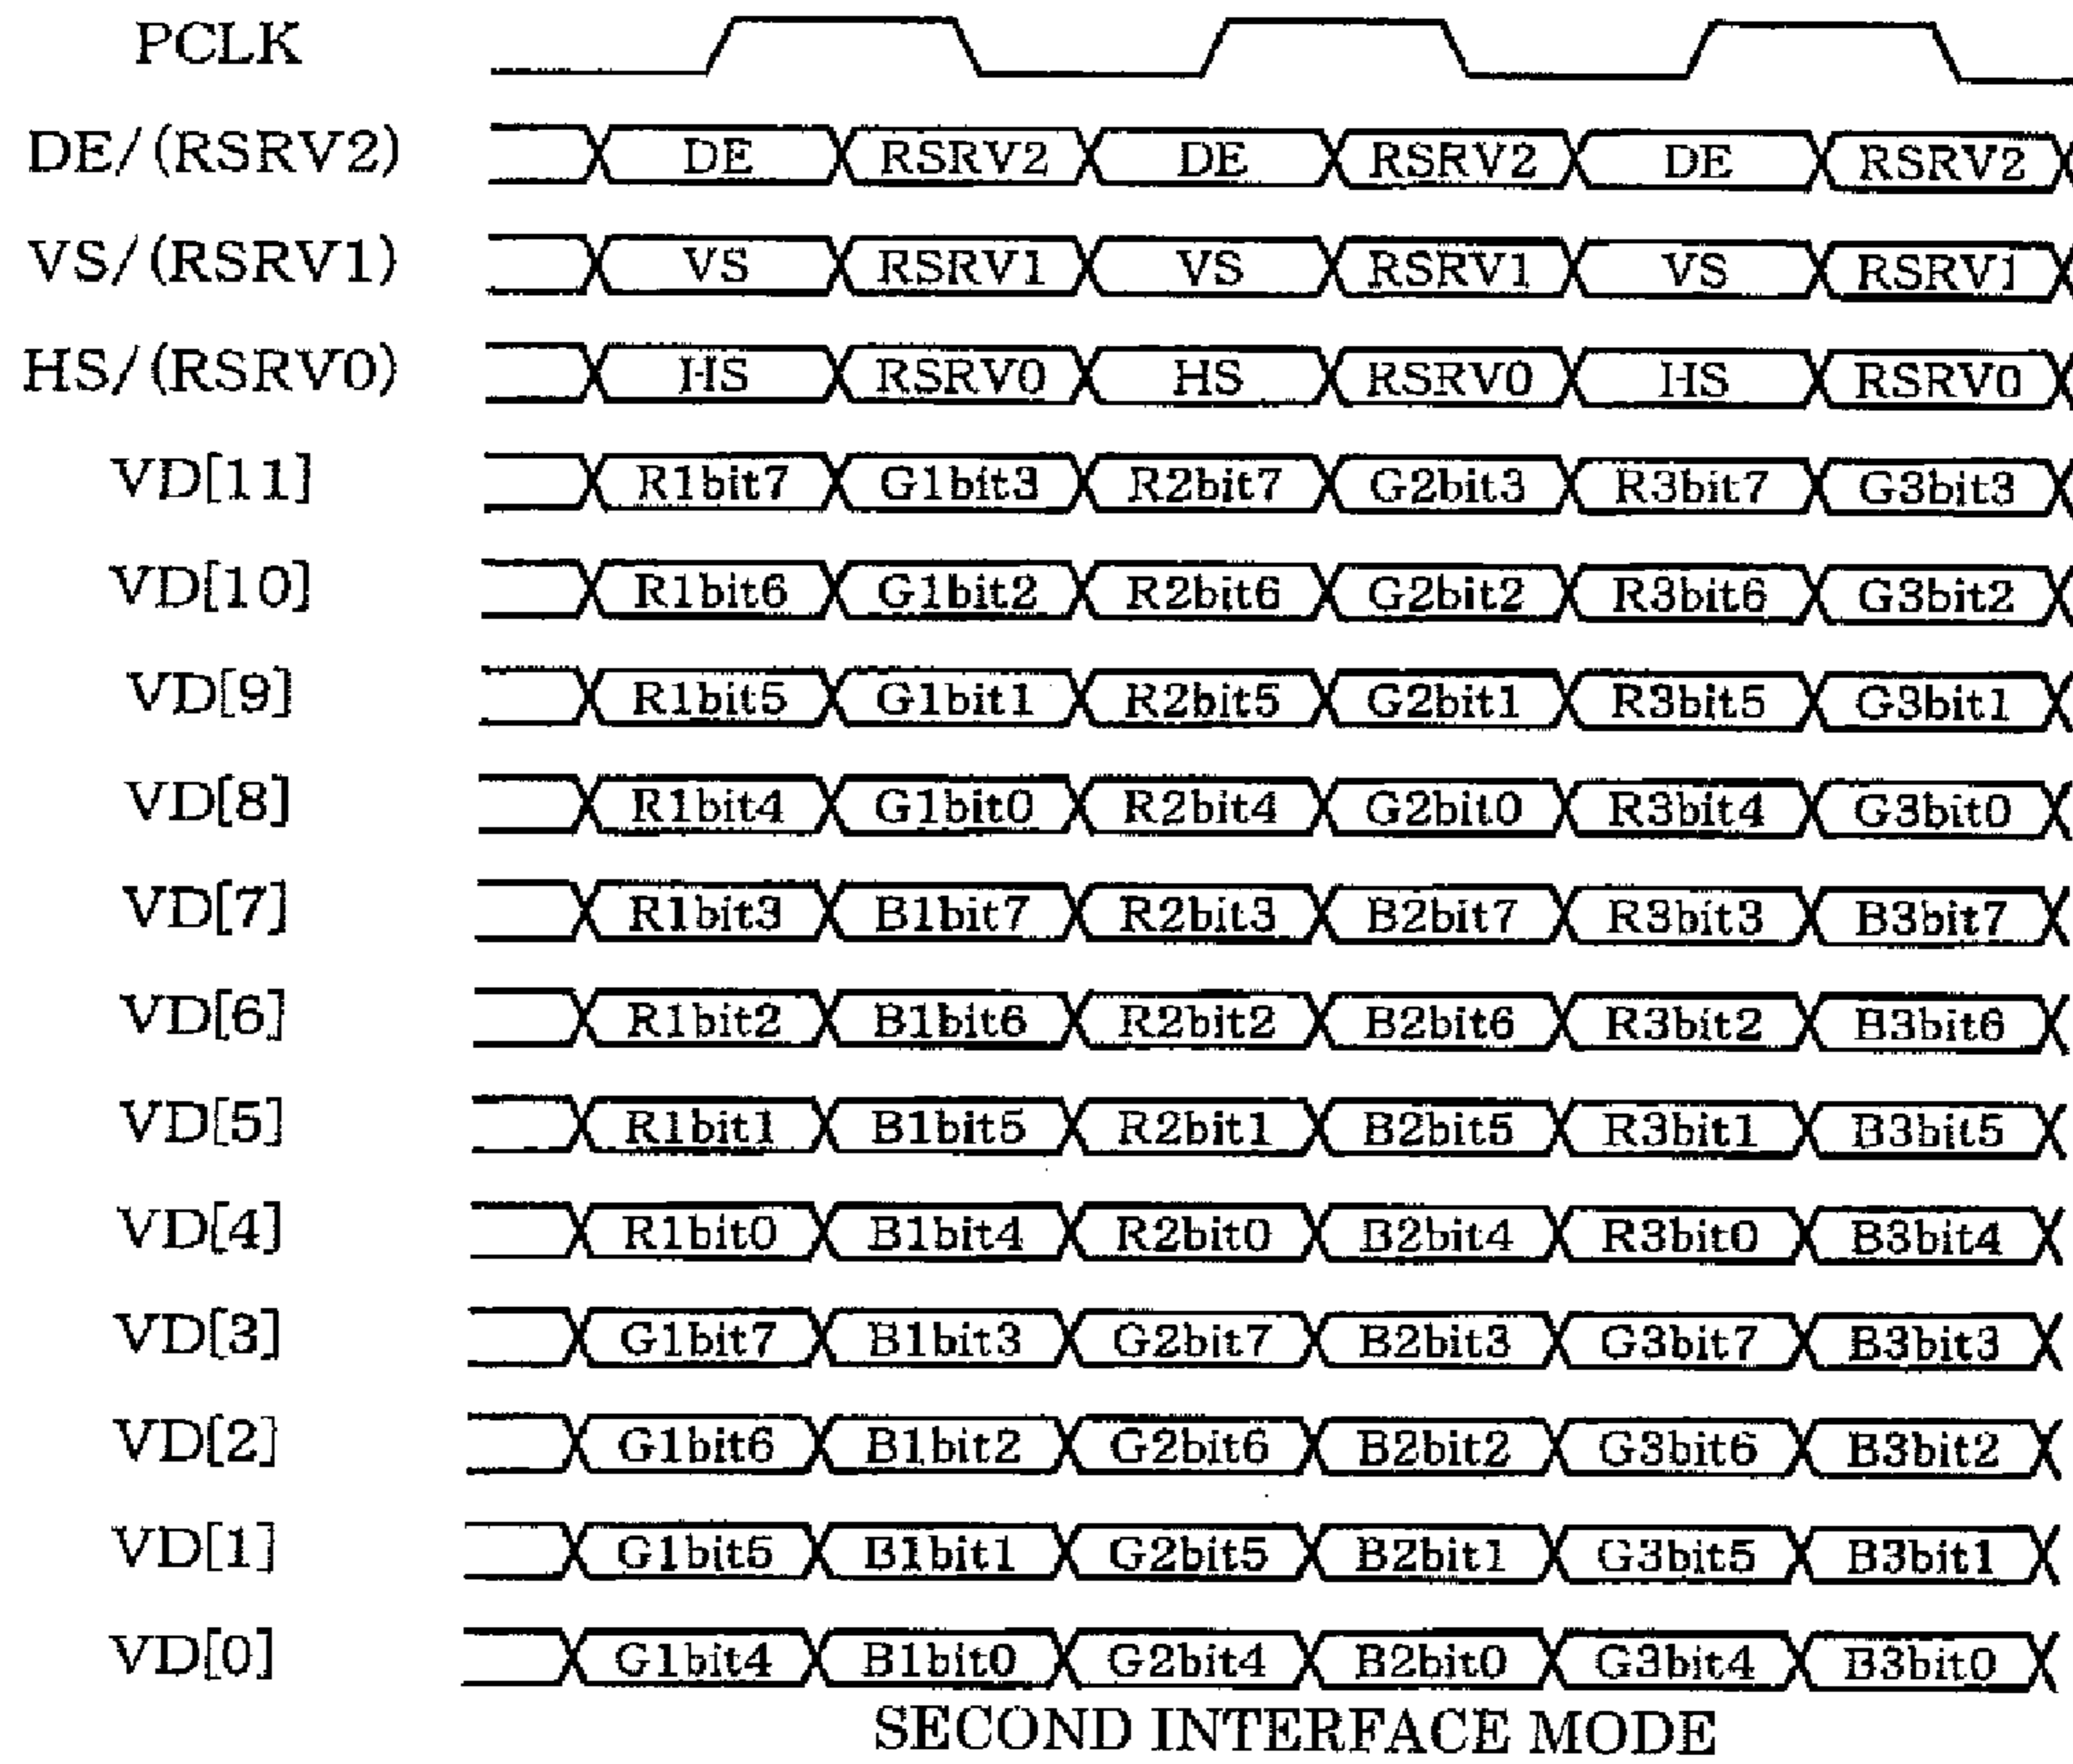 PCLK
DE/(RSRV2) DE RSRV2 DE RSRV2 DE RSRV2
VS/(RSRV1) VS RSRV1 VS RSRV1 VS RSRV1
HS/(RSRV0) HS RSRV0 HS RSRV0 HS RSRV0
VD[11] R1bit7 G1bit3 R2bit7 G2bit3 R3bit7 G3bit3
VD[10] R1bit6 G1bit2 R2bit6 G2bit2 R3bit6 G3bit2
VD[9] R1bit5 G1bit1 R2bit5 G2bit1 R3bit5 G3bit1
VD[8] R1bit4 G1bit0 R2bit4 G2bit0 R3bit4 G3bit0
VD[7] R1bit3 B1bit7 R2bit3 B2bit7 R3bit3 B3bit7
VD[6] R1bit2 B1bit6 R2bit2 B2bit6 R3bit2 B3bit6
VD[5] R1bit1 B1bit5 R2bit1 B2bit5 R3bit1 B3bit5
VD[4] R1bit0 B1bit4 R2bit0 B2bit4 R3bit0 B3bit4
VD[3] G1bit7 B1bit3 G2bit7 B2bit3 G3bit7 B3bit3
VD[2] G1bit6 B1bit2 G2bit6 B2bit2 G3bit6 B3bit2
VD[1] G1bit5 B1bit1 G2bit5 B2bit1 G3bit5 B3bit1
VD[0] G1bit4 B1bit0 G2bit4 B2bit0 G3bit4 B3bit0
SECOND INTERFACE MODE